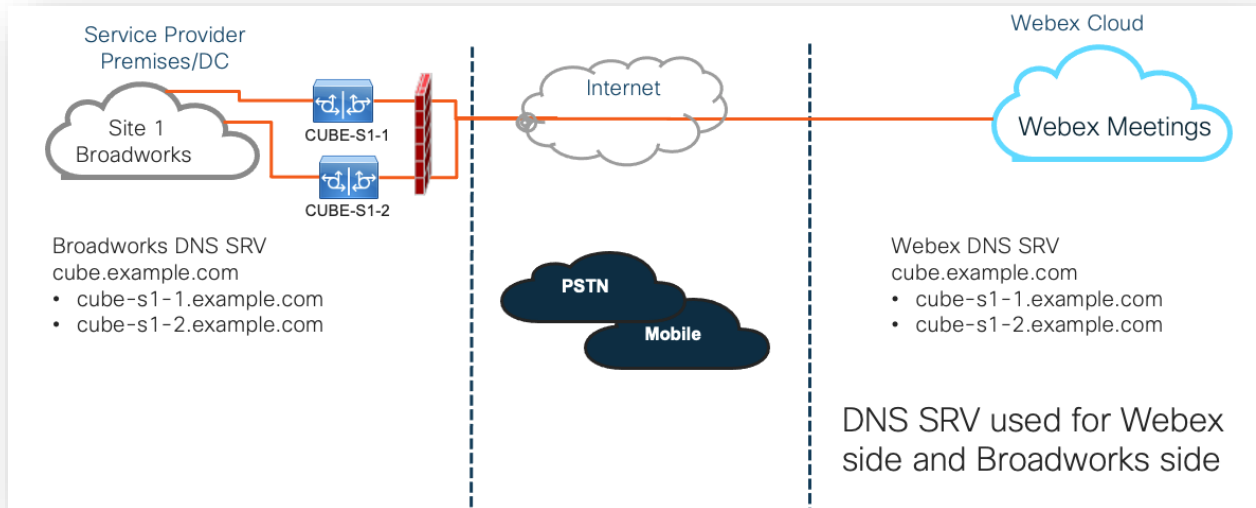 Service Provider
Premises/DC
Site 1
Broadworks
CUBE-S1-1
CUBE-S1-2
Internet
Webex Cloud
Webex Meetings
Broadworks DNS SRV
cube.example.com
• cube-s1-1.example.com
• cube-s1-2.example.com
PSTN
Mobile
Webex DNS SRV
cube.example.com
• cube-s1-1.example.com
• cube-s1-2.example.com
DNS SRV used for Webex
side and Broadworks side